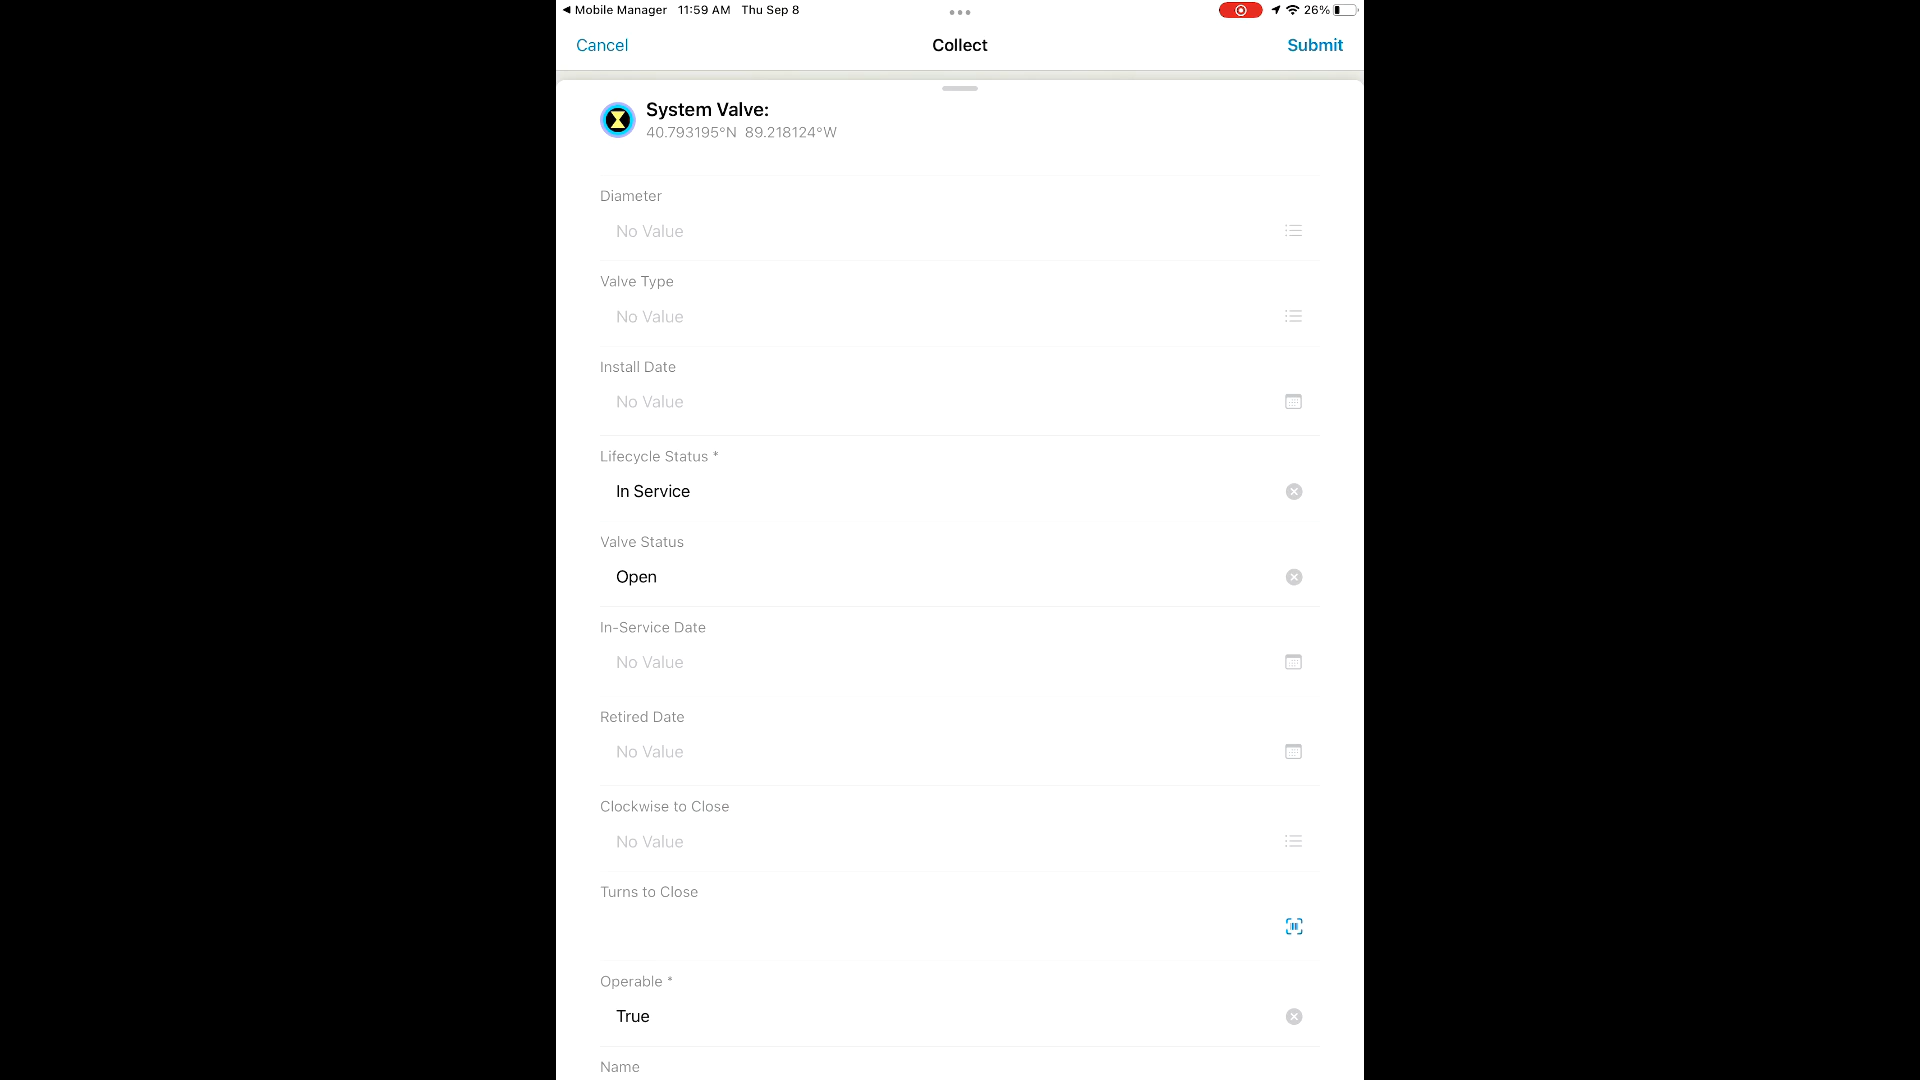 Mobile Manager 11:59 AM Thu Sep 8
26%
Cancel Collect Submit
System Valve:
40.793195°N 89.218124°W
Diameter
No Value
Valve Type
No Value
Install Date
No Value
Lifecycle Status *
In Service
Valve Status
Open
In-Service Date
No Value
Retired Date
No Value
Clockwise to Close
No Value
Turns to Close
Operable *
True
Name